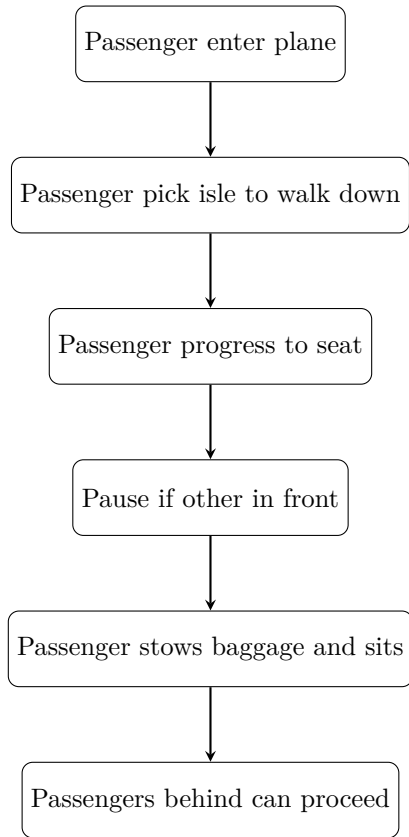 Passenger enter plane
Passenger pick isle to walk down
Passenger progress to seat
Pause if other in front
Passenger stows baggage and sits
Passengers behind can proceed